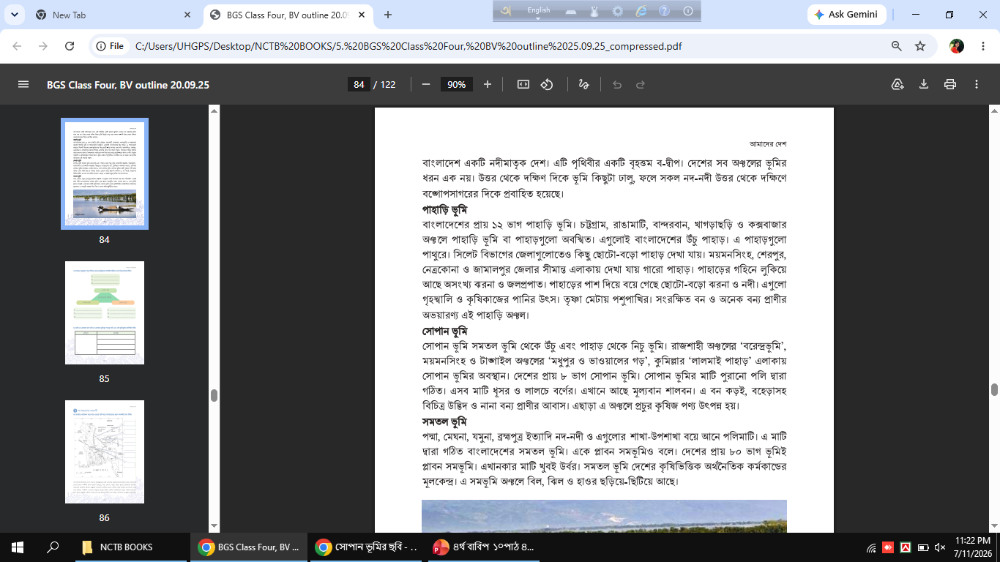 New Tab
BGS Class Four, BV outline 20.09
English
Ask Gemini
File C:/Users/UHGPS/Desktop/NCTB%20BOOKS/5.%20BGS%20Class%20Four,%20BV%20outline%2025.09.25_compressed.pdf
BGS Class Four, BV outline 20.09.25
84 / 122
90%
84
85
86
আমাদের দেশ
বাংলাদেশ একটি নদীমাতৃক দেশ। এটি পৃথিবীর একটি বৃহত্তম ব-দ্বীপ। দেশের সব অঞ্চলের ভূমির
ধরন এক নয়। উত্তর থেকে দক্ষিণ দিকে ভূমি কিছুটা ঢালু, ফলে সকল নদ-নদী উত্তর থেকে দক্ষিণে
বঙ্গোপসাগরের দিকে প্রবাহিত হয়েছে।
পাহাড়ি ভূমি
বাংলাদেশের প্রায় ১২ ভাগ পাহাড়ি ভূমি। চট্টগ্রাম, রাঙামাটি, বান্দরবান, খাগড়াছড়ি ও কক্সবাজার
অঞ্চলে পাহাড়ি ভূমি বা পাহাড়গুলো অবস্থিত। এগুলোই বাংলাদেশের উঁচু পাহাড়। এ পাহাড়গুলো
পাথুরে। সিলেট বিভাগের জেলাগুলোতেও কিছু ছোটো-বড়ো পাহাড় দেখা যায়। ময়মনসিংহ, শেরপুর,
নেত্রকোনা ও জামালপুর জেলার সীমান্ত এলাকায় দেখা যায় গারো পাহাড়। পাহাড়ের গহিনে লুকিয়ে
আছে অসংখ্য ঝরনা ও জলপ্রপাত। পাহাড়ের পাশ দিয়ে বয়ে গেছে ছোটো-বড়ো ঝরনা ও নদী। এগুলো
গৃহস্থালি ও কৃষিকাজের পানির উৎস। তৃষ্ণা মেটায় পশুপাখির। সংরক্ষিত বন ও অনেক বন্য প্রাণীর
অভয়ারণ্য এই পাহাড়ি অঞ্চল।
সোপান ভূমি
সোপান ভূমি সমতল ভূমি থেকে উঁচু এবং পাহাড় থেকে নিচু ভূমি। রাজশাহী অঞ্চলের ‘বরেন্দ্রভূমি’,
ময়মনসিংহ ও টাঙ্গাইল অঞ্চলের ‘মধুপুর ও ভাওয়ালের গড়’, কুমিল্লার ‘লালমাই পাহাড়’ এলাকায়
সোপান ভূমির অবস্থান। দেশের প্রায় ৮ ভাগ সোপান ভূমি। সোপান ভূমির মাটি পুরানো পলি দ্বারা
গঠিত। এসব মাটি ধূসর ও লালচে বর্ণের। এখানে আছে মূল্যবান শালবন। এ বন কড়ই, বহেড়াসহ
বিচিত্র উদ্ভিদ ও নানা বন্য প্রাণীর আবাস। এছাড়া এ অঞ্চলে প্রচুর কৃষিজ পণ্য উৎপন্ন হয়।
সমতল ভূমি
পদ্মা, মেঘনা, যমুনা, ব্রহ্মপুত্র ইত্যাদি নদ-নদী ও এগুলোর শাখা-উপশাখা বয়ে আনে পলিমাটি। এ মাটি
দ্বারা গঠিত বাংলাদেশের সমতল ভূমি। একে প্লাবন সমভূমিও বলে। দেশের প্রায় ৮০ ভাগ ভূমিই
প্লাবন সমভূমি। এখানকার মাটি খুবই উর্বর। সমতল ভূমি দেশের কৃষিভিত্তিক অর্থনৈতিক কর্মকাণ্ডের
মূলকেন্দ্র। এ সমভূমি অঞ্চলে বিল, ঝিল ও হাওর ছড়িয়ে-ছিটিয়ে আছে।
NCTB BOOKS
BGS Class Four, BV ...
সোপান ভূমির ছবি - ...
৪র্থ বাবিপ ১০পাঠ ৪...
11:22 PM
7/11/2026